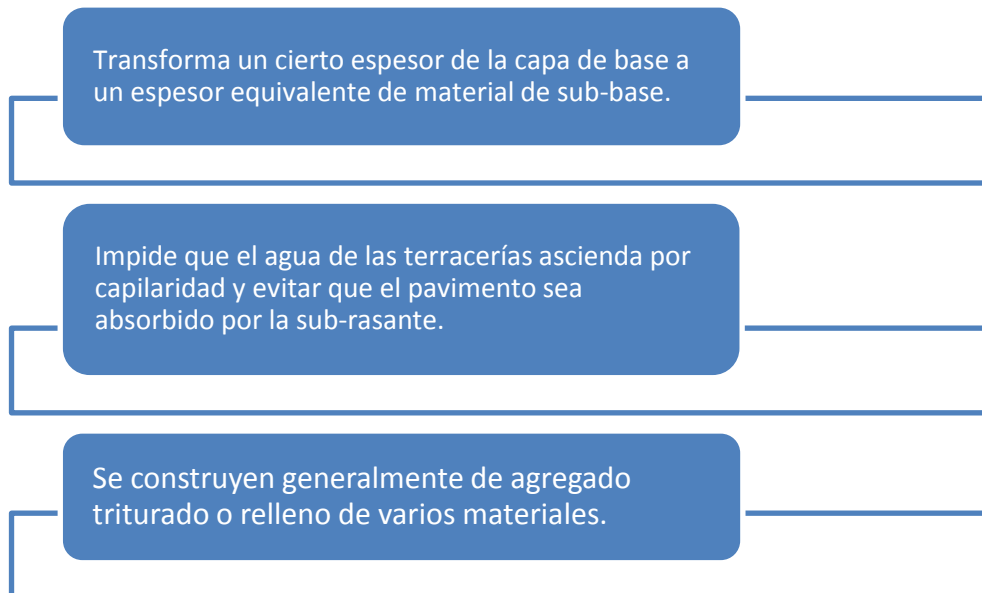 Transforma un cierto espesor de la capa de base a
un espesor equivalente de material de sub-base.
Impide que el agua de las terracerías ascienda por
capilaridad y evitar que el pavimento sea
absorbido por la sub-rasante.
Se construyen generalmente de agregado
triturado o relleno de varios materiales.